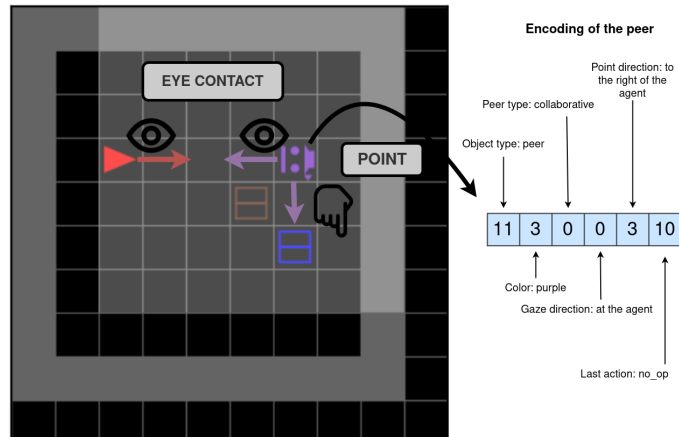 Encoding of the peer
EYE CONTACT
POINT
Point direction: to
the right of the
agent
Peer type: collaborative
Object type: peer
11 3 0 0 3 10
Color: purple
Gaze direction: at the agent
Last action: no_op